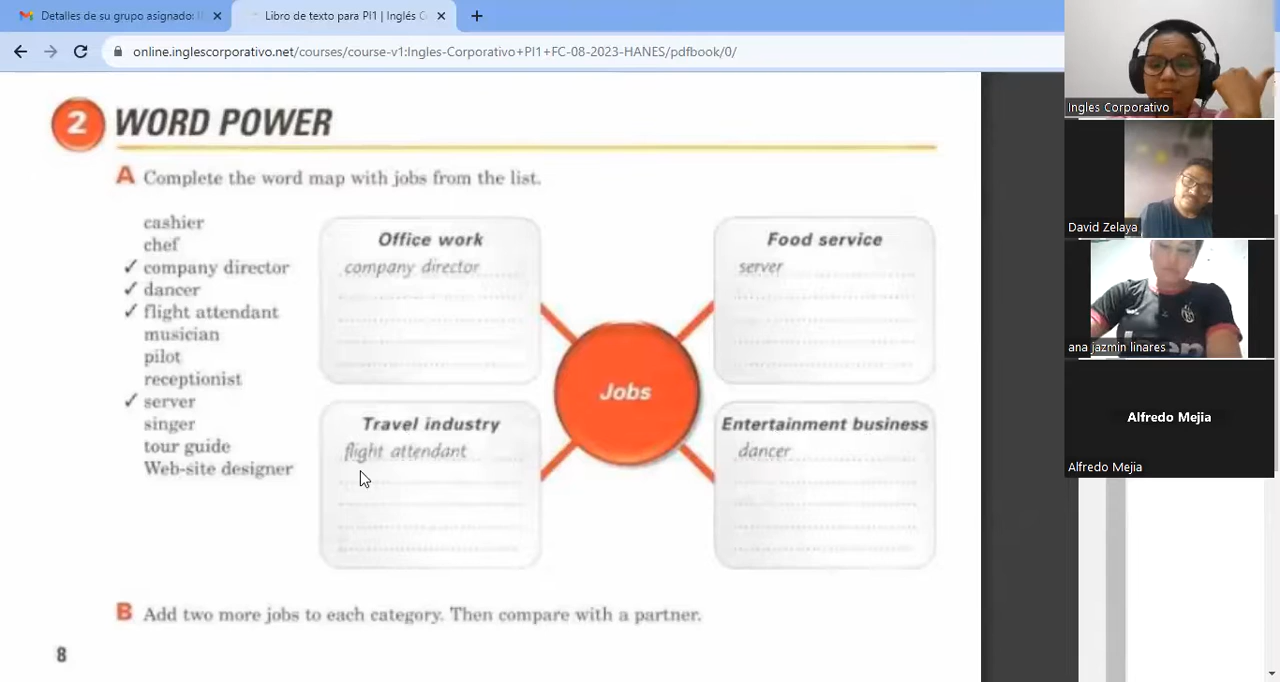 Detalles de su grupo asignado:
Libro de texto para PI1 | Inglés C
online.inglescorporativo.net/courses/course-v1:Ingles-Corporativo+PI1+FC-08-2023-HANES/pdfbook/0/
2 WORD POWER
A Complete the word map with jobs from the list.
cashier
chef
✓ company director
✓ dancer
✓ flight attendant
musician
pilot
receptionist
✓ server
singer
tour guide
Web-site designer
Office work
company director
Food service
server
Jobs
Travel industry
flight attendant
Entertainment business
dancer
B Add two more jobs to each category. Then compare with a partner.
8
Ingles Corporativo
David Zelaya
ana jazmin linares
Alfredo Mejia
Alfredo Mejia